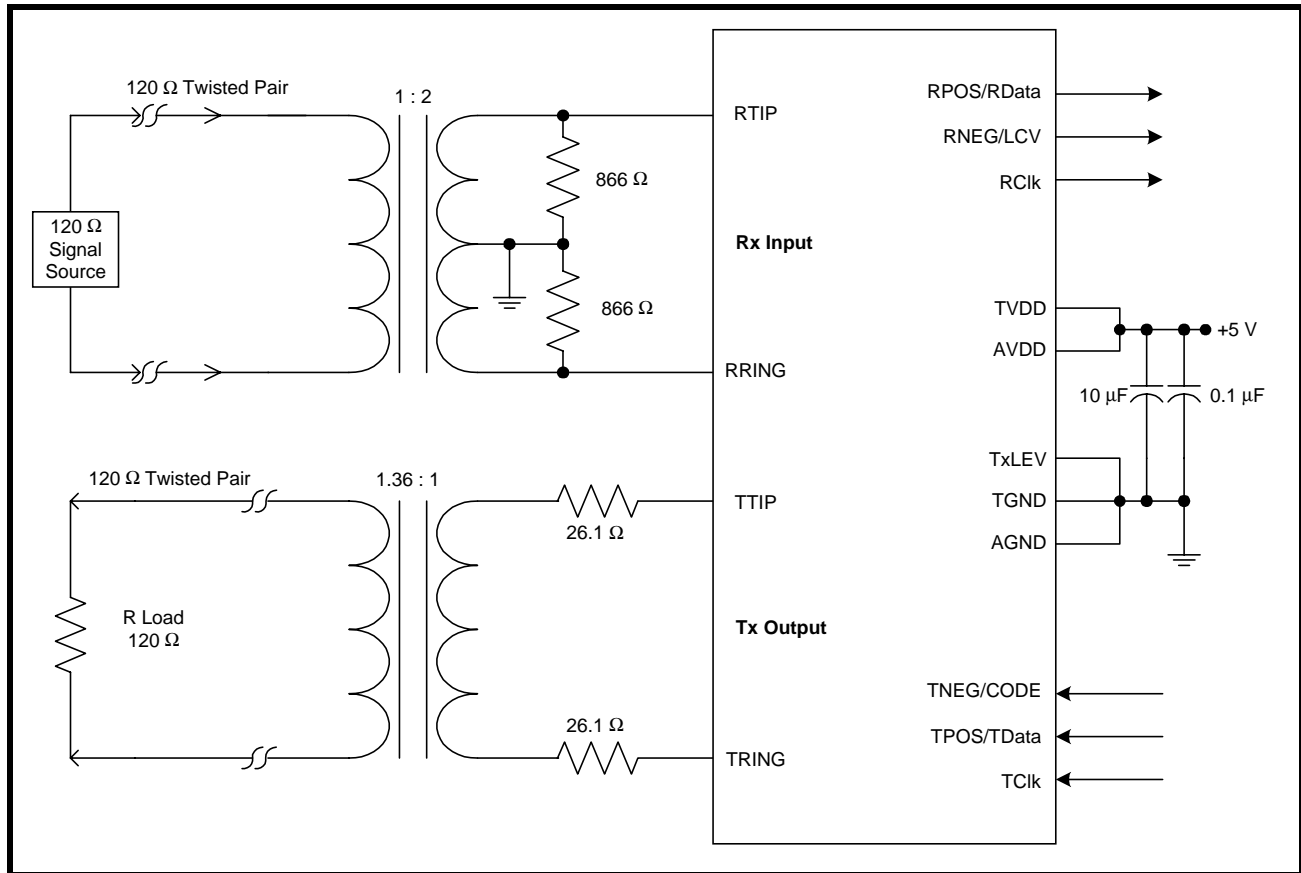 120 Ω Twisted Pair
1 : 2
120 Ω
Signal
Source
866 Ω
866 Ω
RTIP
Rx Input
RRING
RPOS/RData
RNEG/LCV
RClk
TVDD
AVDD
+5 V
10 μF
0.1 μF
TxLEV
TGND
AGND
120 Ω Twisted Pair
1.36 : 1
R Load
120 Ω
26.1 Ω
26.1 Ω
TTIP
Tx Output
TRING
TNEG/CODE
TPOS/TData
TClk